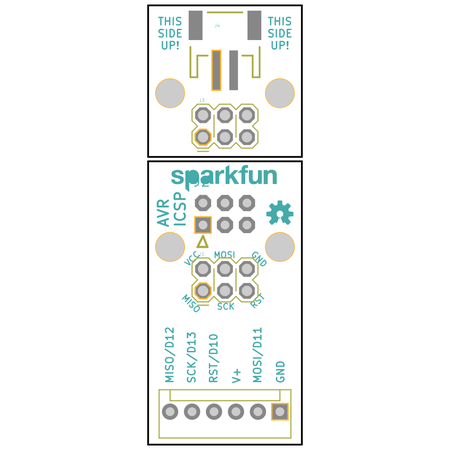 THIS
SIDE
UP!
THIS
SIDE
UP!
sparkfun
J2
AVR
ICSP
VCC
MOSI
GND
MISO
SCK
RST
MISO/D12
SCK/D13
RST/D10
V+
MOSI/D11
GND